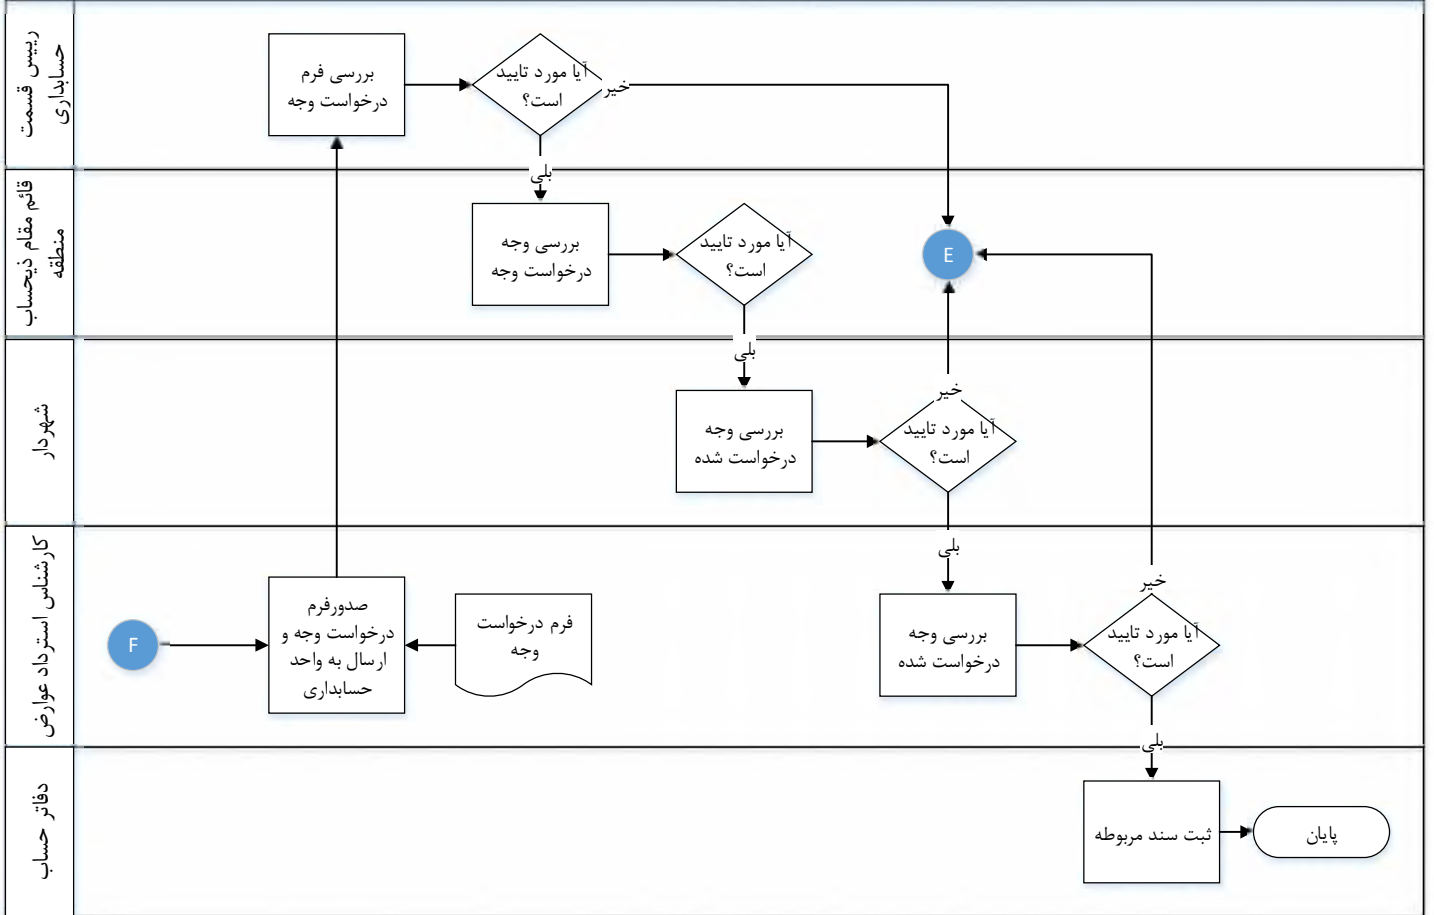 رییس قسمت
حسابداری
بررسی فرم
درخواست وجه
آیا مورد تایید
است؟
خیر
بلی
قائم مقام ذیحساب
منطقه
بررسی وجه
درخواست وجه
آیا مورد تایید
است؟
E
بلی
شهردار
بررسی وجه
درخواست شده
خیر
آیا مورد تایید
است؟
بلی
کارشناس استرداد عوارض
F
صدورفرم
درخواست وجه و
ارسال به واحد
حسابداری
فرم درخواست
وجه
بررسی وجه
درخواست شده
خیر
آیا مورد تایید
است؟
بلی
دفاتر حساب
ثبت سند مربوطه
پایان